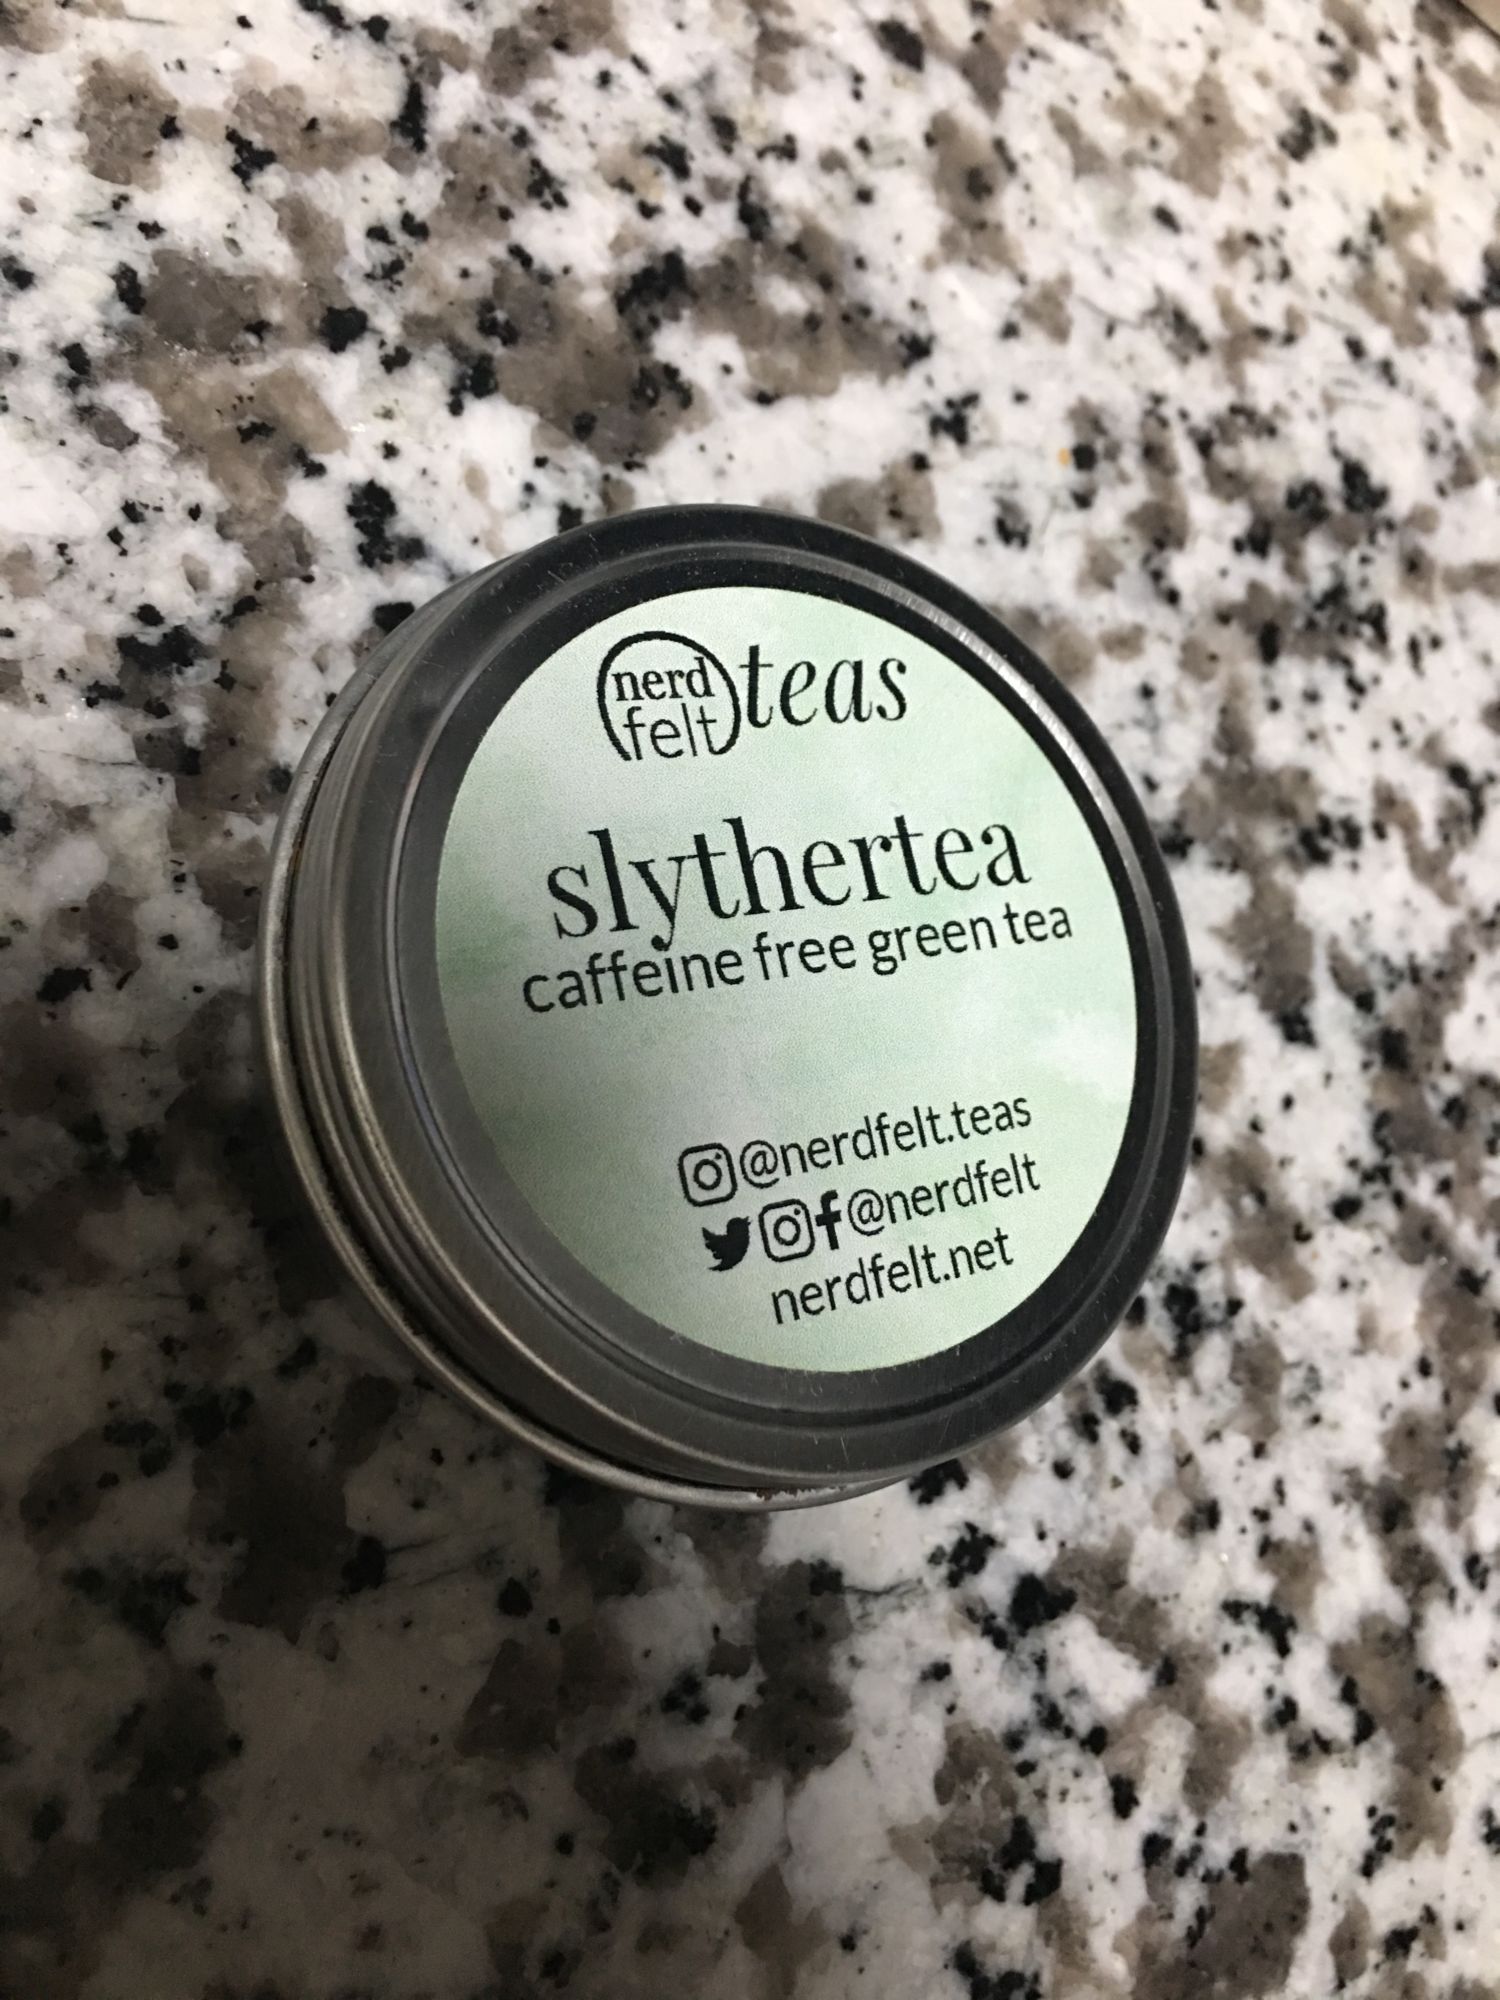 nerd
felt teas
slythertea
caffeine free green tea
@nerdfelt.teas
@nerdfelt
nerdfelt.net